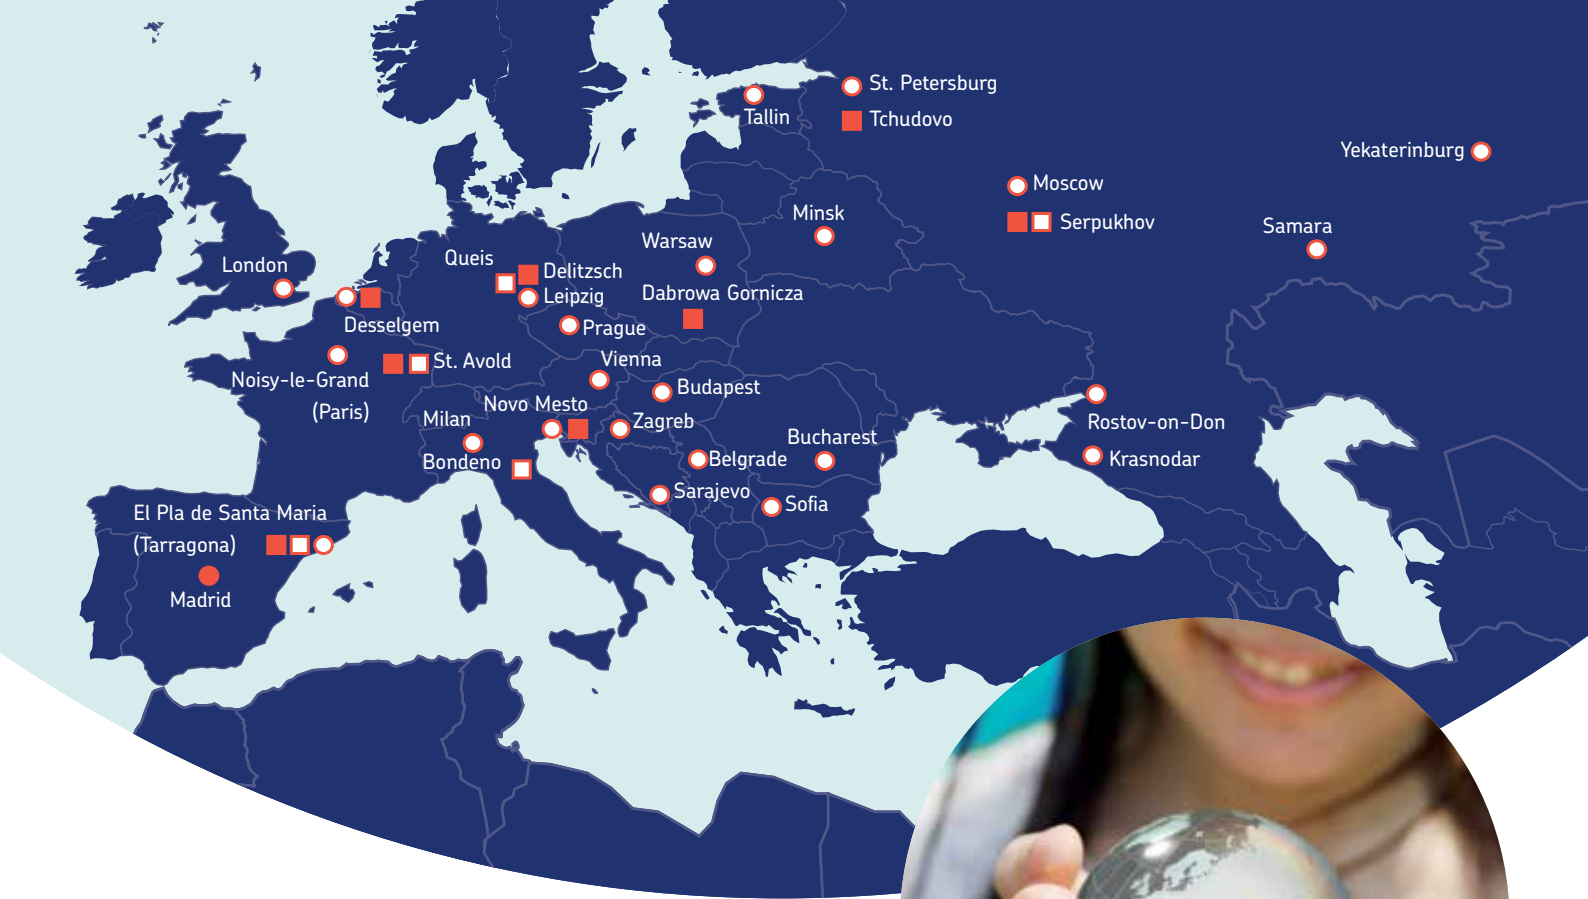 St. Petersburg
Tallin
Tchudovo
Yekaterinburg
Moscow
Minsk
Serpukhov
Samara
Warsaw
Queis
London
Delitzsch
Leipzig
Dabrowa Gornicza
Desselgem
Prague
St. Avold
Vienna
Noisy-le-Grand
(Paris)
Budapest
Novo Mesto
Milan
Zagreb
Rostov-on-Don
Bucharest
Bondeno
Belgrade
Krasnodar
Sarajevo
Sofia
El Pla de Santa Maria
(Tarragona)
Madrid